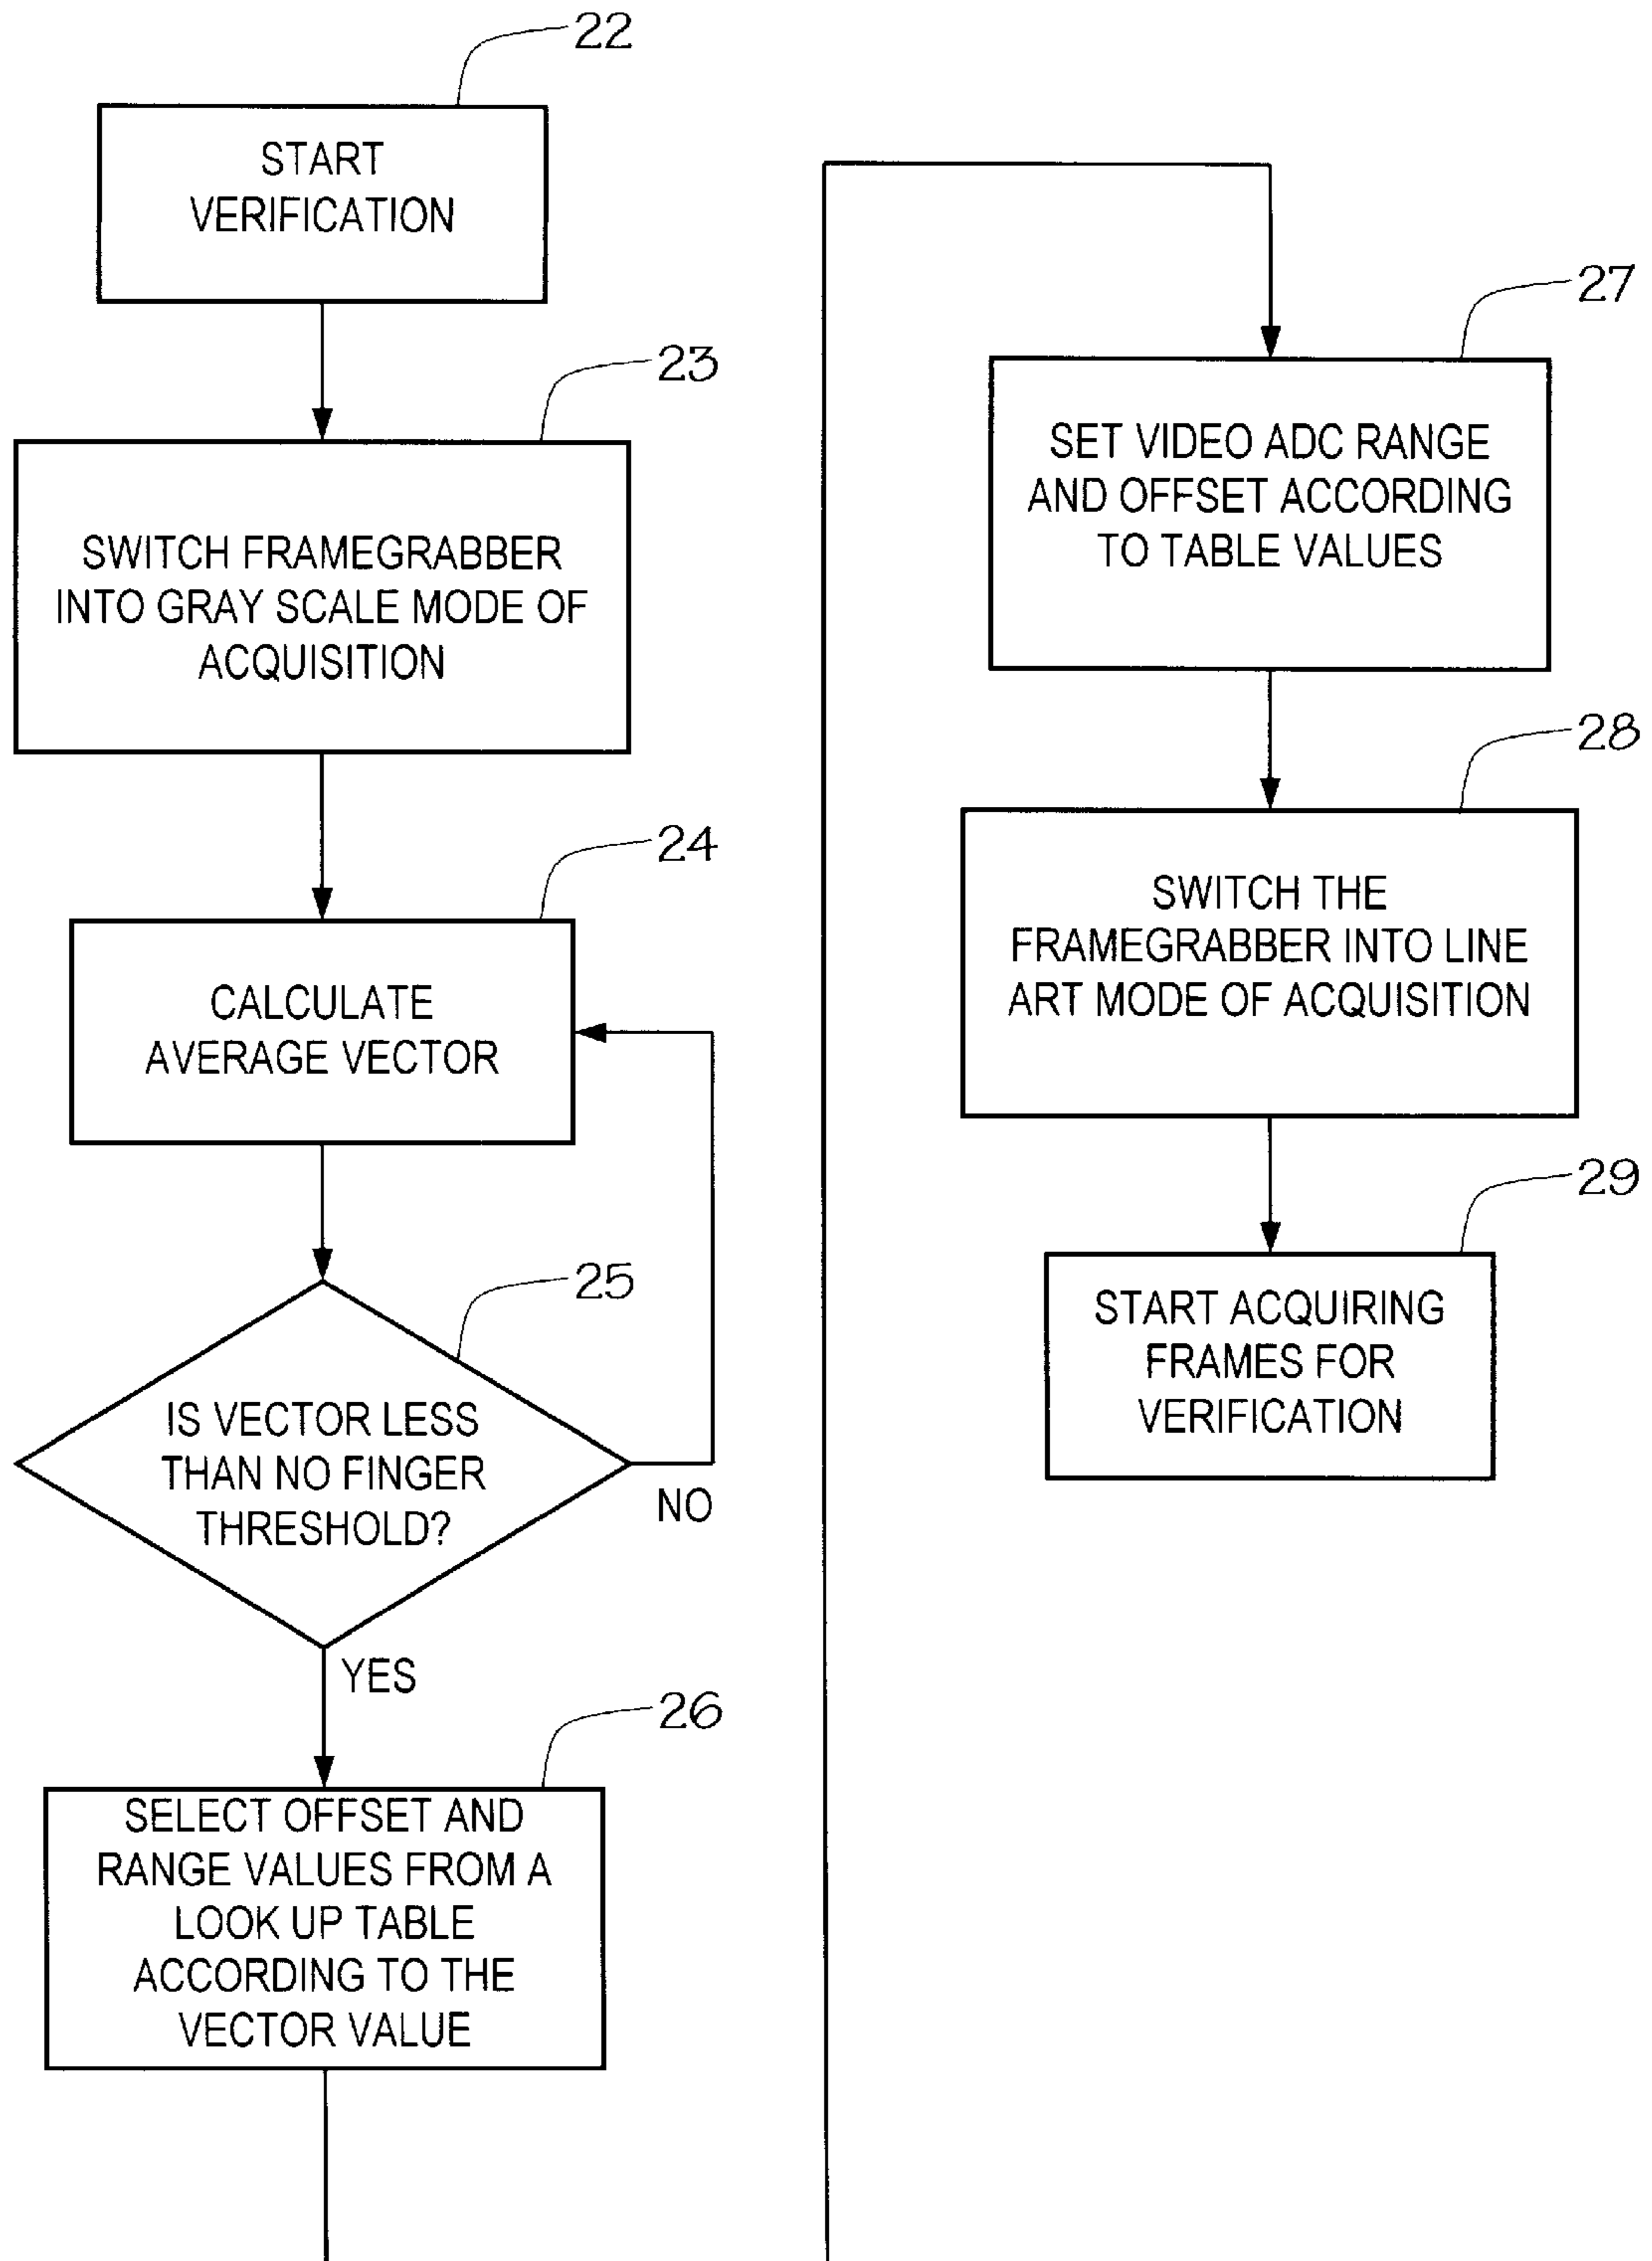 22
START
VERIFICATION
23
SWITCH FRAMEGRABBER
INTO GRAY SCALE MODE OF
ACQUISITION
24
CALCULATE
AVERAGE VECTOR
25
IS VECTOR LESS
THAN NO FINGER
THRESHOLD?
NO
YES
26
SELECT OFFSET AND
RANGE VALUES FROM A
LOOK UP TABLE
ACCORDING TO THE
VECTOR VALUE
27
SET VIDEO ADC RANGE
AND OFFSET ACCORDING
TO TABLE VALUES
28
SWITCH THE
FRAMEGRABBER INTO LINE
ART MODE OF ACQUISITION
29
START ACQUIRING
FRAMES FOR
VERIFICATION